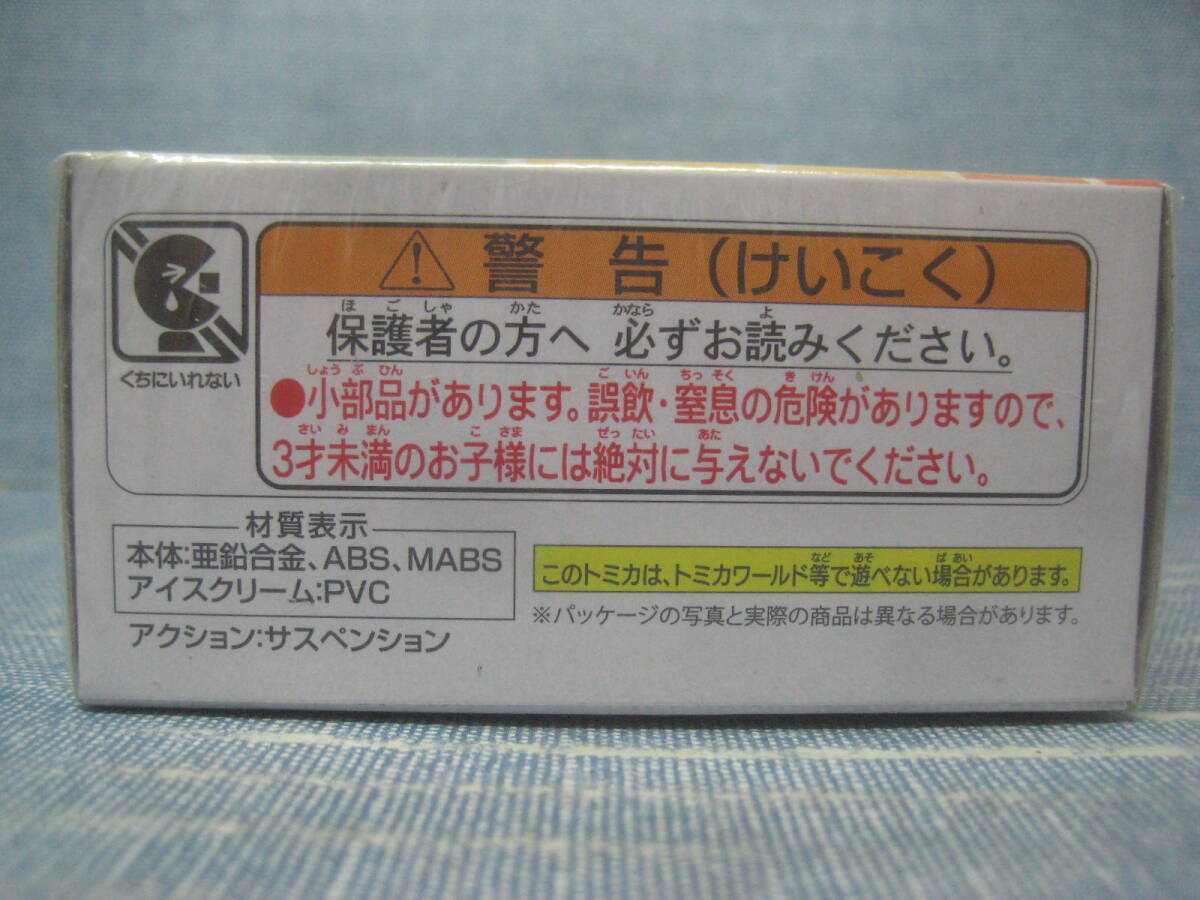 警告（けいこく）
くちにいれない
ほごしゃ かた かなら よ
保護者の方へ 必ずお読みください。
しょうぶひん ごいん ちっそく きけん
●小部品があります。誤飲・窒息の危険がありますので、
さいみまん こさま ぜったい あた
3才未満のお子様には絶対に与えないでください。
材質表示
本体:亜鉛合金、ABS、MABS
アイスクリーム:PVC
アクション:サスペンション
など あそ ばあい
このトミカは、トミカワールド等で遊べない場合があります。
※パッケージの写真と実際の商品は異なる場合があります。